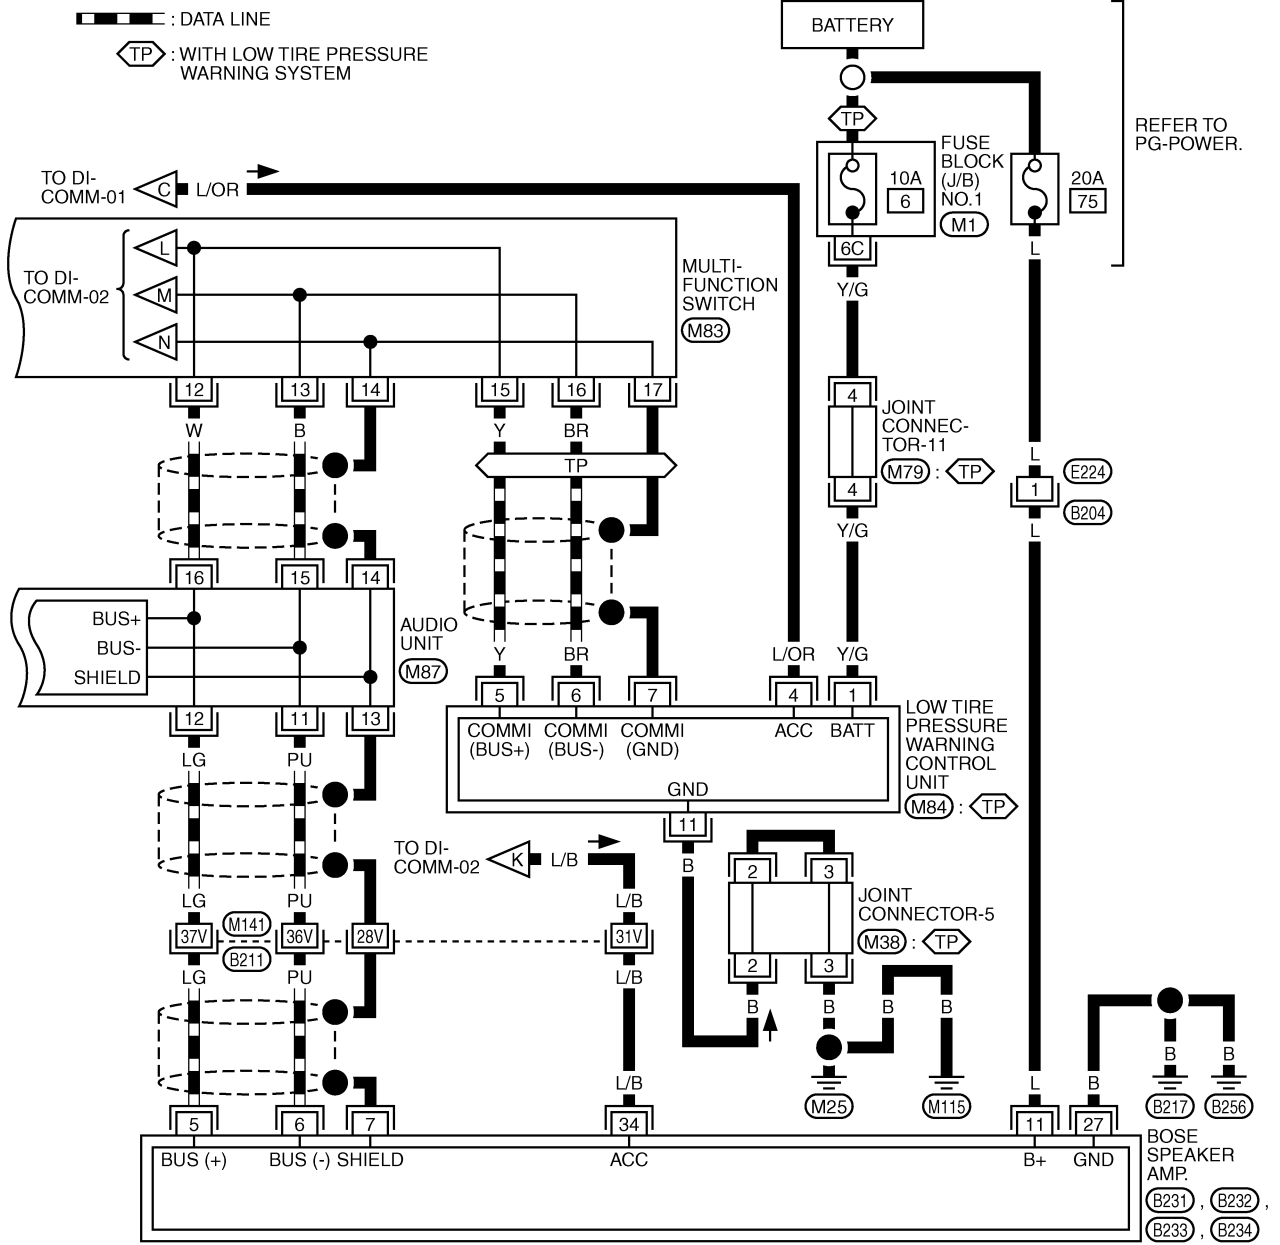 : DATA LINE
TP : WITH LOW TIRE PRESSURE
WARNING SYSTEM
BATTERY
TP
REFER TO
PG-POWER.
FUSE
BLOCK
(J/B)
NO.1
M1
10A
6
20A
75
6C
L
Y/G
TO DI-
COMM-01
C
L/OR
TO DI-
COMM-02
L
M
N
MULTI-
FUNCTION
SWITCH
M83
12
13
14
15
16
17
W
B
Y
BR
TP
4
JOINT
CONNEC-
TOR-11
M79 : TP
4
Y/G
L
1
E224
B204
L
16
15
14
BUS+
BUS-
SHIELD
AUDIO
UNIT
M87
12
11
13
Y
BR
L/OR
Y/G
5
6
7
4
1
COMMI
(BUS+)
COMMI
(BUS-)
COMMI
(GND)
ACC
BATT
GND
LOW TIRE
PRESSURE
WARNING
CONTROL
UNIT
M84 : TP
LG
PU
11
B
TO DI-
COMM-02
K
L/B
2
3
JOINT
CONNECTOR-5
M38 : TP
2
3
LG
PU
L/B
37V
M141
B211
36V
28V
31V
LG
PU
L/B
B
B
B
B
M25
M115
B
B
B217
B256
L/B
L
B
5
6
7
34
11
27
BUS (+)
BUS (-)
SHIELD
ACC
B+
GND
BOSE
SPEAKER
AMP.
B231 , B232 ,
B233 , B234